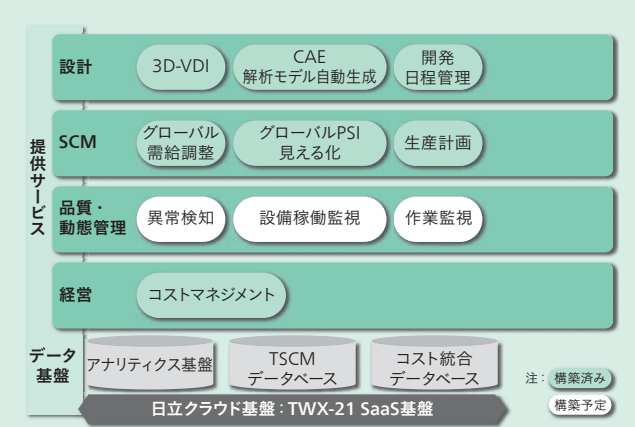 提供サービス
設計
3D-VDI
CAE
解析モデル自動生成
開発
日程管理
SCM
グローバル
需給調整
グローバルPSI
見える化
生産計画
品質・
動態管理
異常検知
設備稼働監視
作業監視
経営
コストマネジメント
データ
基盤
アナリティクス基盤
TSCM
データベース
コスト統合
データベース
注：
構築済み
構築予定
日立クラウド基盤：TWX-21 SaaS基盤